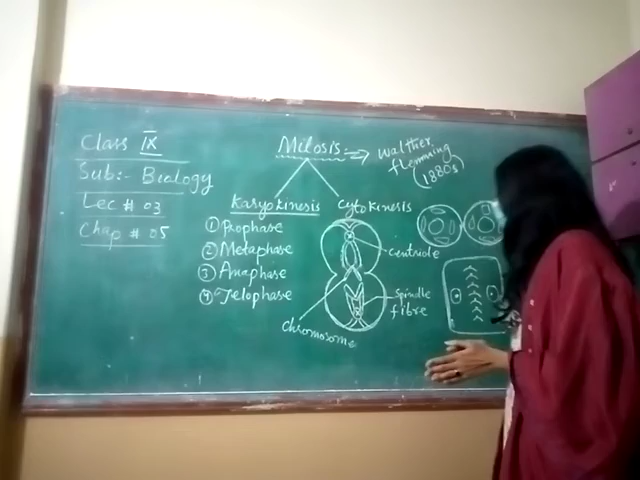 Class IX
Sub:- Biology
Lec # 03
Chap # 05
Mitosis :- ⇒ Walther
flemming
(1880s)
Karyokinesis
Cytokinesis
① Prophase
② Metaphase
③ Anaphase
④ Telophase
Centriole
Spindle
fibre
Chromosome